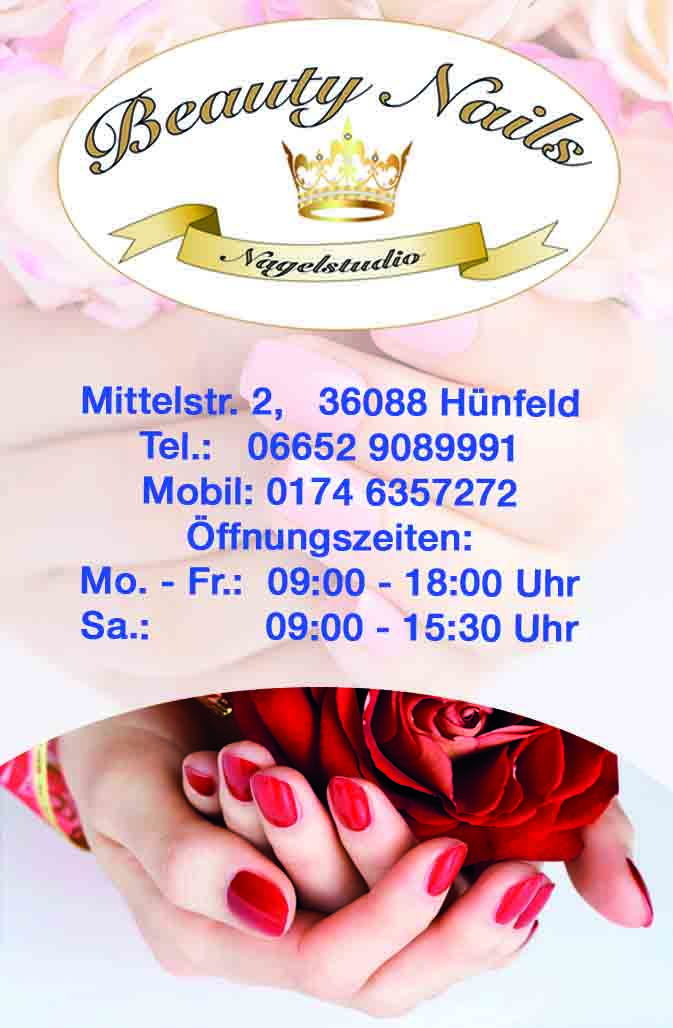 Beauty Nails
Nagelstudio
Mittelstr. 2, 36088 Hünfeld
Tel.: 06652 9089991
Mobil: 0174 6357272
Öffnungszeiten:
Mo. - Fr.: 09:00 - 18:00 Uhr
Sa.: 09:00 - 15:30 Uhr